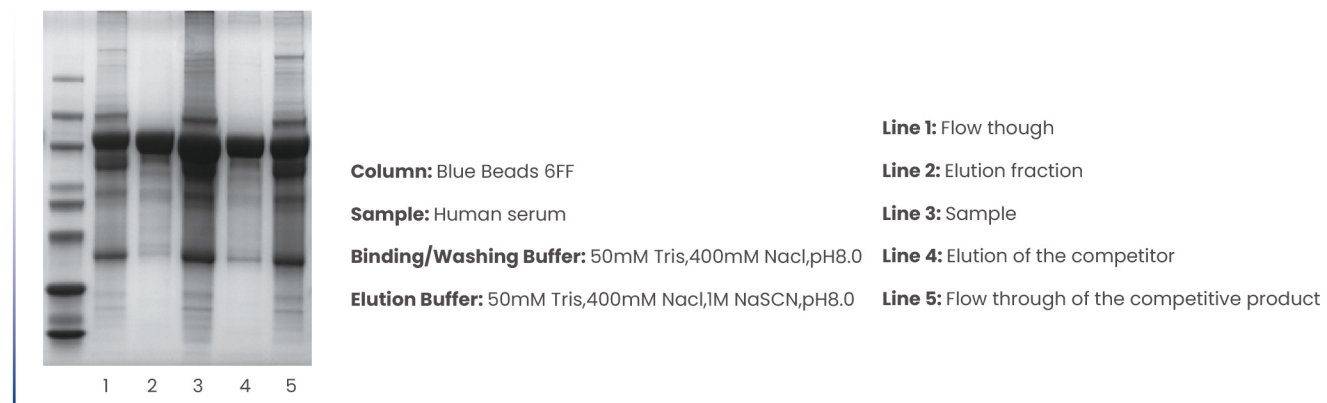 Column: Blue Beads 6FF
Sample: Human serum
Binding/Washing Buffer: 50mM Tris,400mM Nacl,pH8.0
Elution Buffer: 50mM Tris,400mM Nacl,1M NaSCN,pH8.0
Line 1: Flow though
Line 2: Elution fraction
Line 3: Sample
Line 4: Elution of the competitor
Line 5: Flow through of the competitive product
1 2 3 4 5